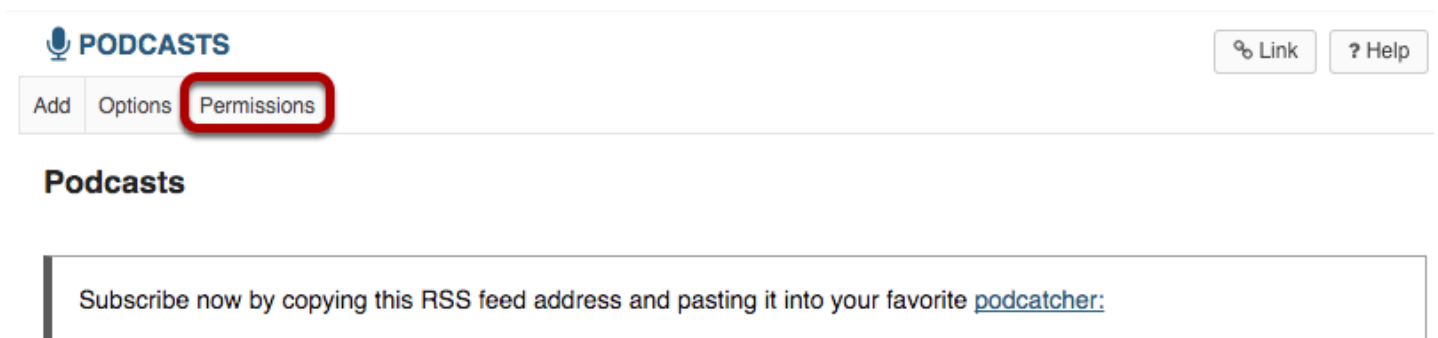 PODCASTS
Link
? Help
Add Options Permissions
Podcasts
Subscribe now by copying this RSS feed address and pasting it into your favorite podcatcher: